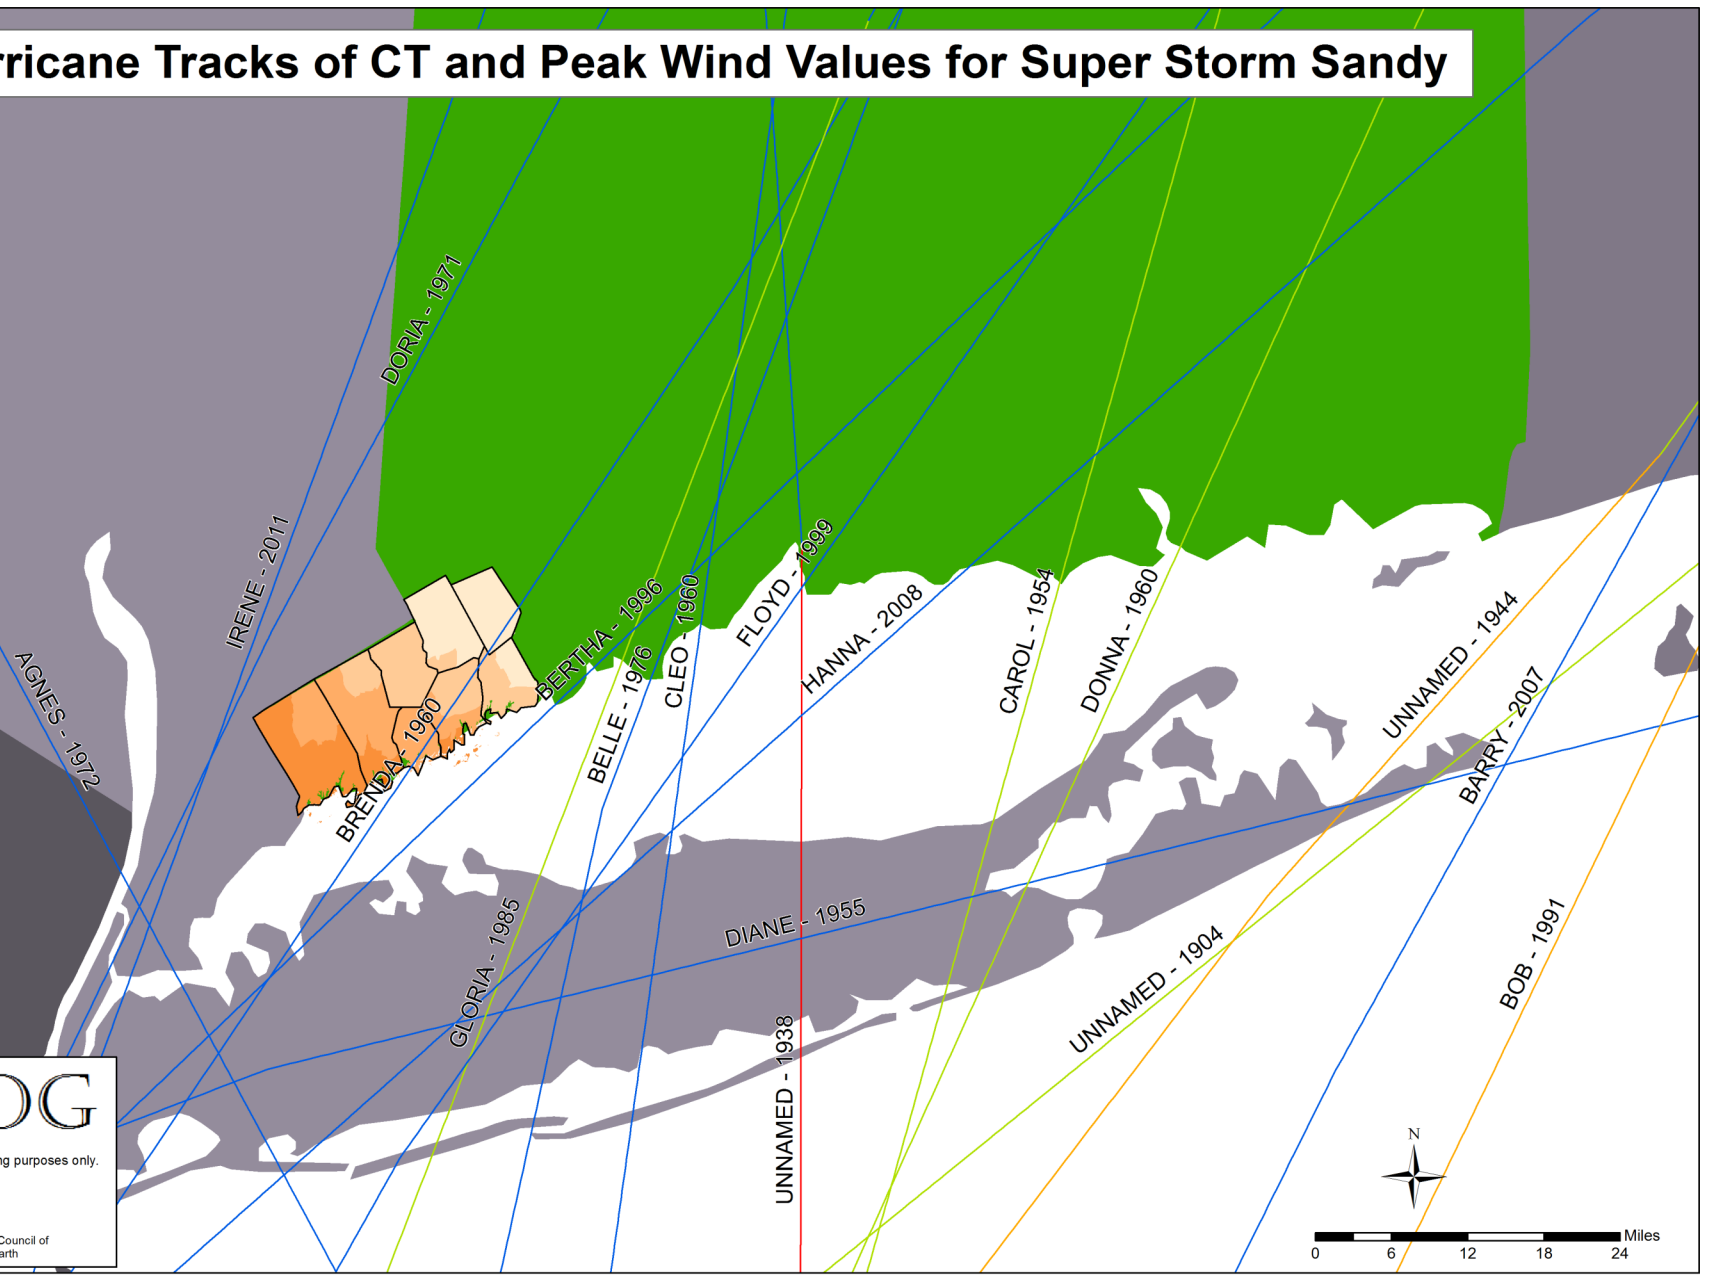 rricane Tracks of CT and Peak Wind Values for Super Storm Sandy
DORIA - 1971
IRENE - 2011
AGNES - 1972
BRENDA - 1960
BERTHA - 1996
BELLE - 1976
CLEO - 1960
FLOYD - 1999
HANNA - 2008
CAROL - 1954
DONNA - 1960
UNNAMED - 1944
BARRY - 2007
GLORIA - 1985
DIANE - 1955
UNNAMED - 1904
BOB - 1991
UNNAMED - 1938
OG
ng purposes only.
Council of
arth
N
Miles
0 6 12 18 24